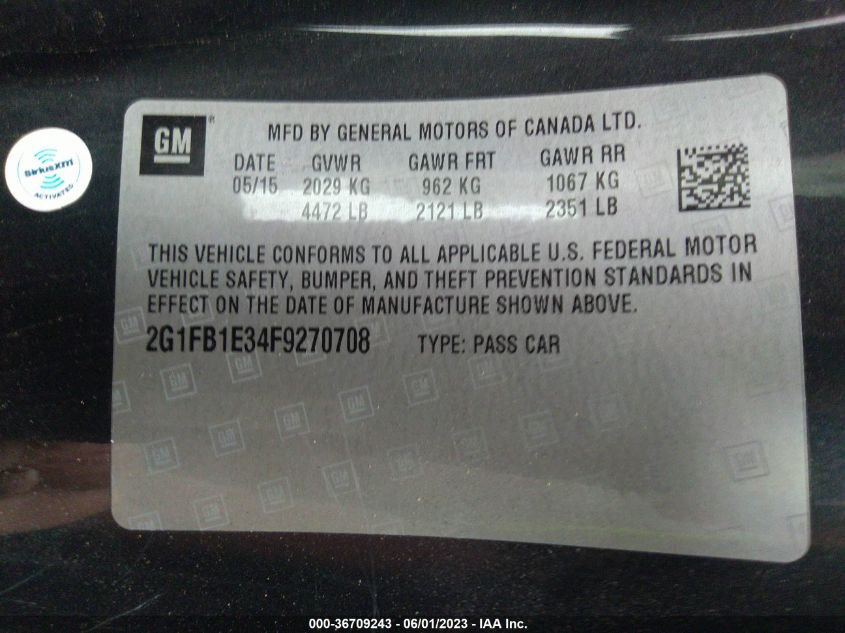 GM ®
MFD BY GENERAL MOTORS OF CANADA LTD.
DATE GVWR GAWR FRT GAWR RR
05/15 2029 KG 962 KG 1067 KG
4472 LB 2121 LB 2351 LB
SiriusXM
ACTIVATED
THIS VEHICLE CONFORMS TO ALL APPLICABLE U.S. FEDERAL MOTOR
VEHICLE SAFETY, BUMPER, AND THEFT PREVENTION STANDARDS IN
EFFECT ON THE DATE OF MANUFACTURE SHOWN ABOVE.
2G1FB1E34F9270708 TYPE: PASS CAR
000-36709243 - 06/01/2023 - IAA Inc.